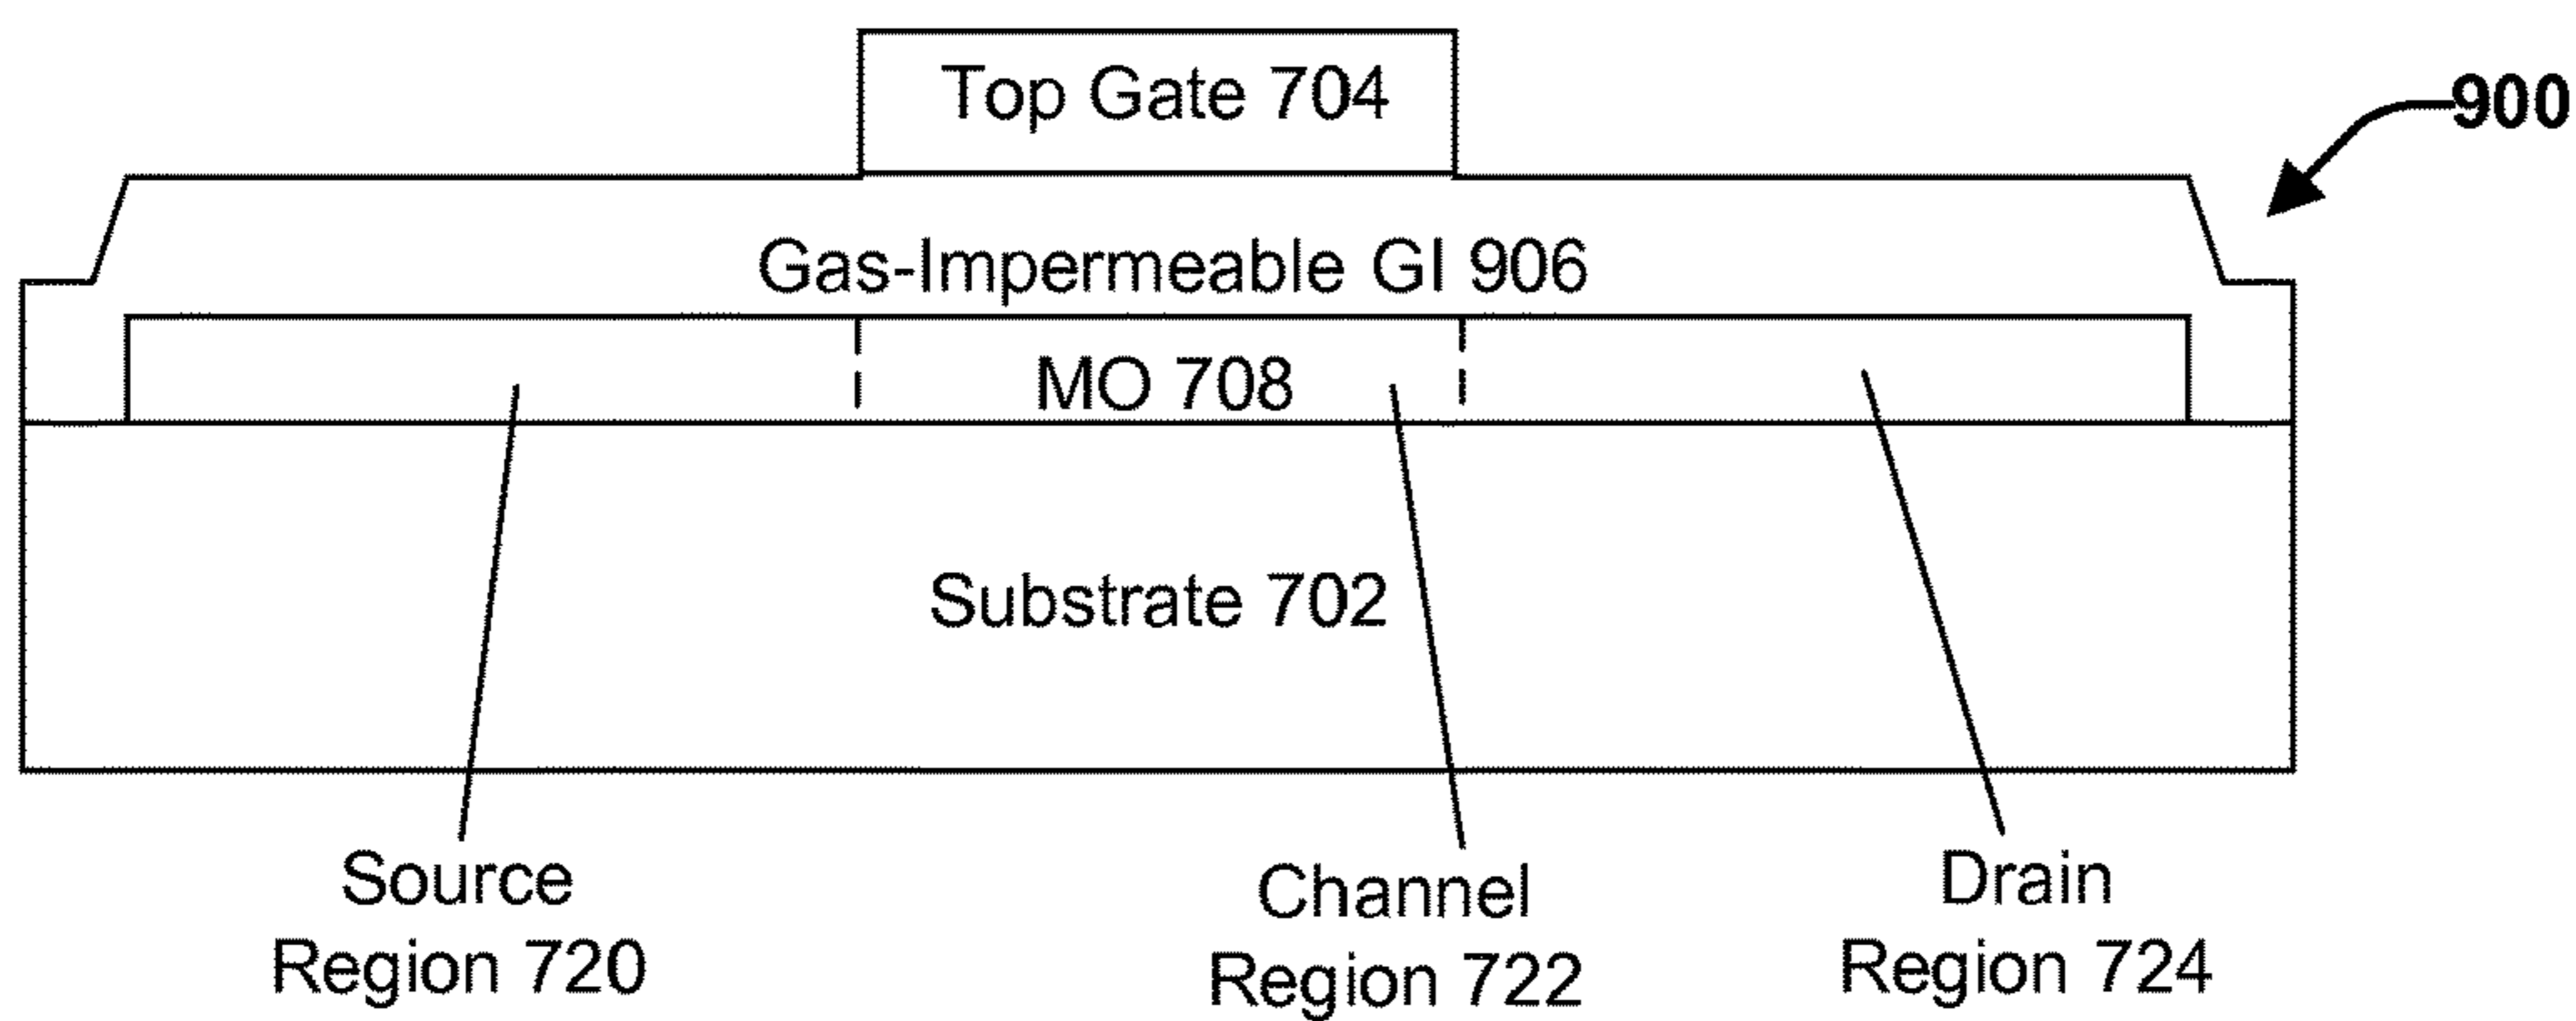 Top Gate 704
900
Gas-Impermeable GI 906
MO 708
Substrate 702
Source
Region 720
Channel
Region 722
Drain
Region 724